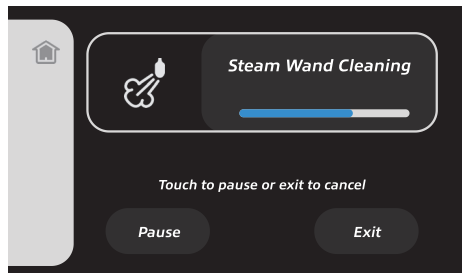 Steam Wand Cleaning
Touch to pause or exit to cancel
Pause
Exit